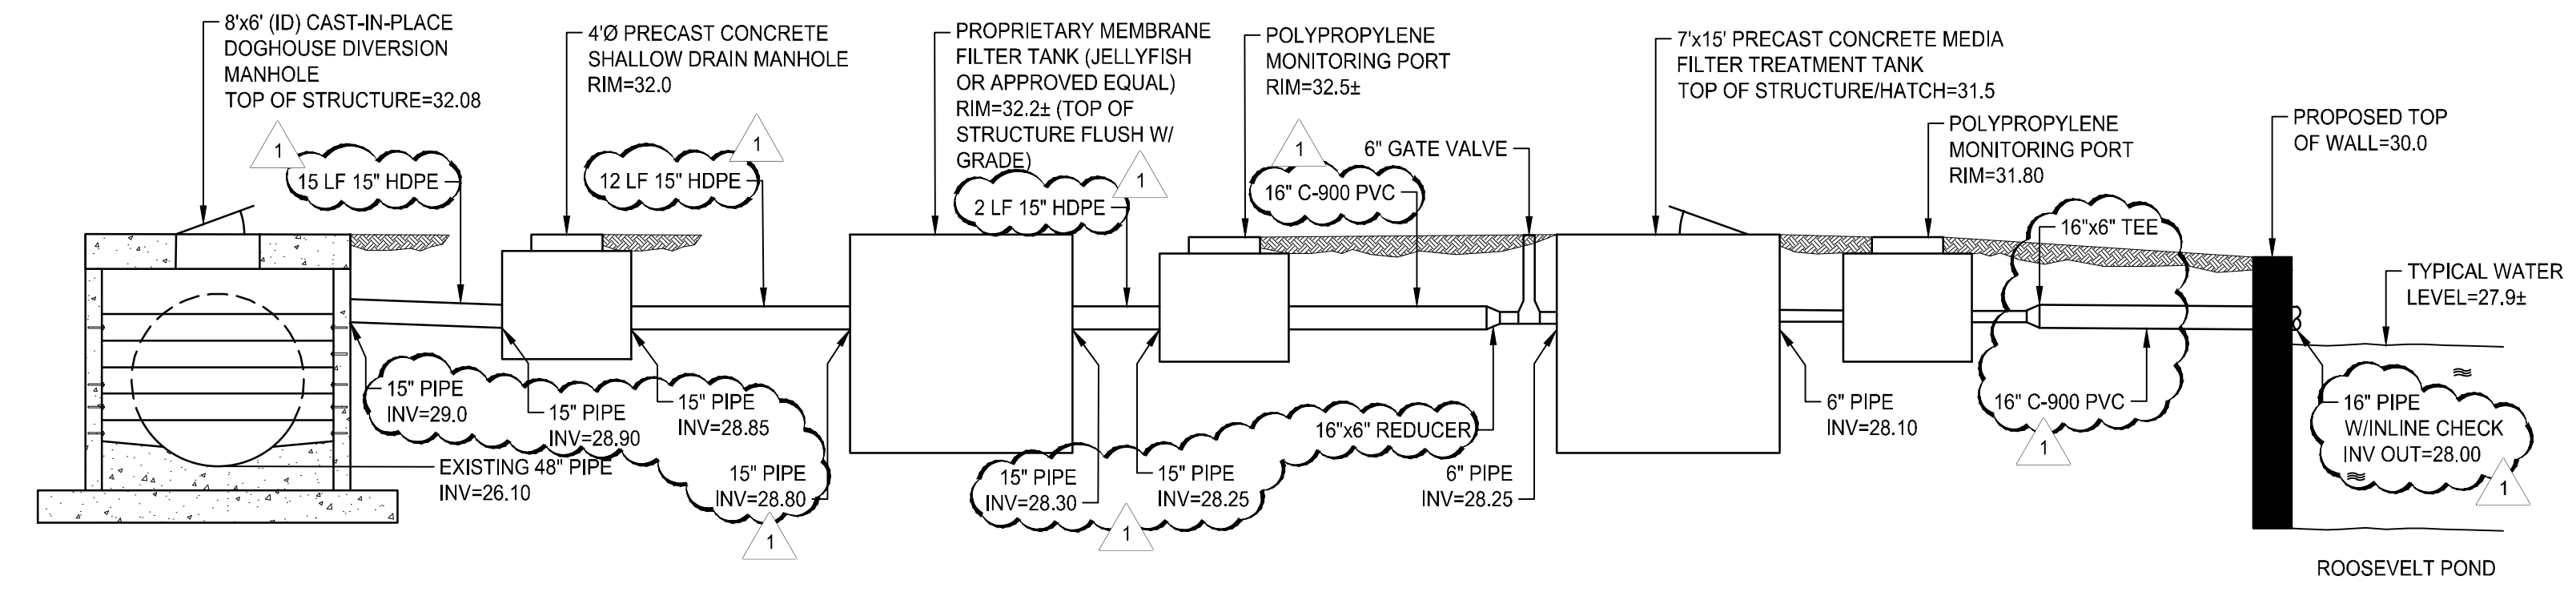 8'x6' (ID) CAST-IN-PLACE
DOGHOUSE DIVERSION
MANHOLE
TOP OF STRUCTURE=32.08
1
15 LF 15" HDPE
4'Ø PRECAST CONCRETE
SHALLOW DRAIN MANHOLE
RIM=32.0
1
12 LF 15" HDPE
PROPRIETARY MEMBRANE
FILTER TANK (JELLYFISH
OR APPROVED EQUAL)
RIM=32.2± (TOP OF
STRUCTURE FLUSH W/
GRADE)
1
2 LF 15" HDPE
POLYPROPYLENE
MONITORING PORT
RIM=32.5±
1
16" C-900 PVC
6" GATE VALVE
7'x15' PRECAST CONCRETE MEDIA
FILTER TREATMENT TANK
TOP OF STRUCTURE/HATCH=31.5
POLYPROPYLENE
MONITORING PORT
RIM=31.80
16"x6" TEE
PROPOSED TOP
OF WALL=30.0
TYPICAL WATER
LEVEL=27.9±
15" PIPE
INV=29.0
15" PIPE
INV=28.90
15" PIPE
INV=28.85
EXISTING 48" PIPE
INV=26.10
15" PIPE
INV=28.80
1
15" PIPE
INV=28.30
15" PIPE
INV=28.25
1
16"x6" REDUCER
6" PIPE
INV=28.25
6" PIPE
INV=28.10
16" C-900 PVC
1
16" PIPE
W/INLINE CHECK
INV OUT=28.00
1
ROOSEVELT POND